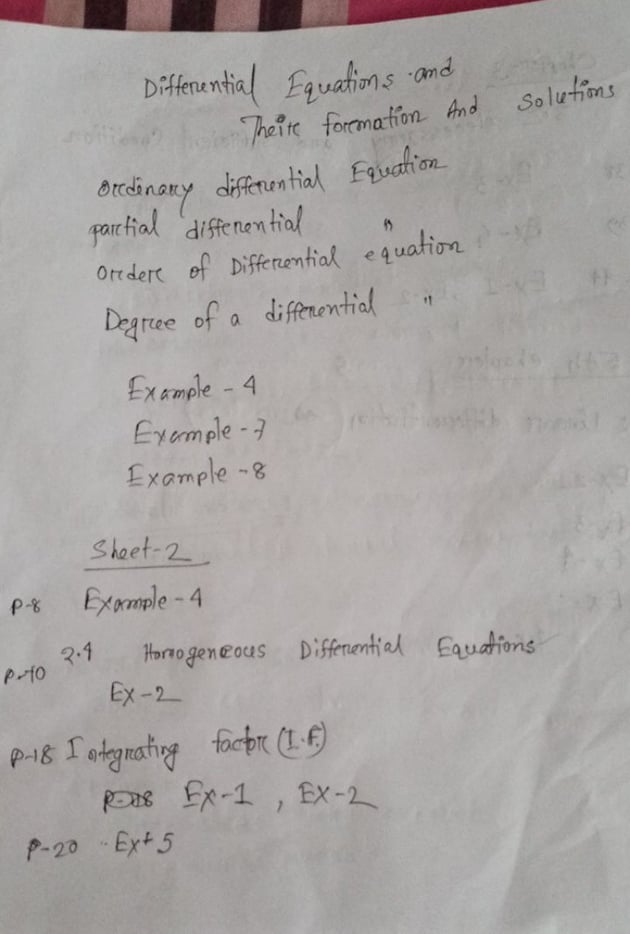 Differential Equations and
Their formation And Solutions
Ordinary differential Equation
partial differential "
Order of Differential equation
Degree of a differential "
Example - 4
Example - 7
Example - 8
Sheet-2
P-8 Example - 4
P-10 2.4 Homogeneous Differential Equations
Ex-2
P-18 Integrating factor (I.F.)
Ex-1, Ex-2
P-20 Ex-5